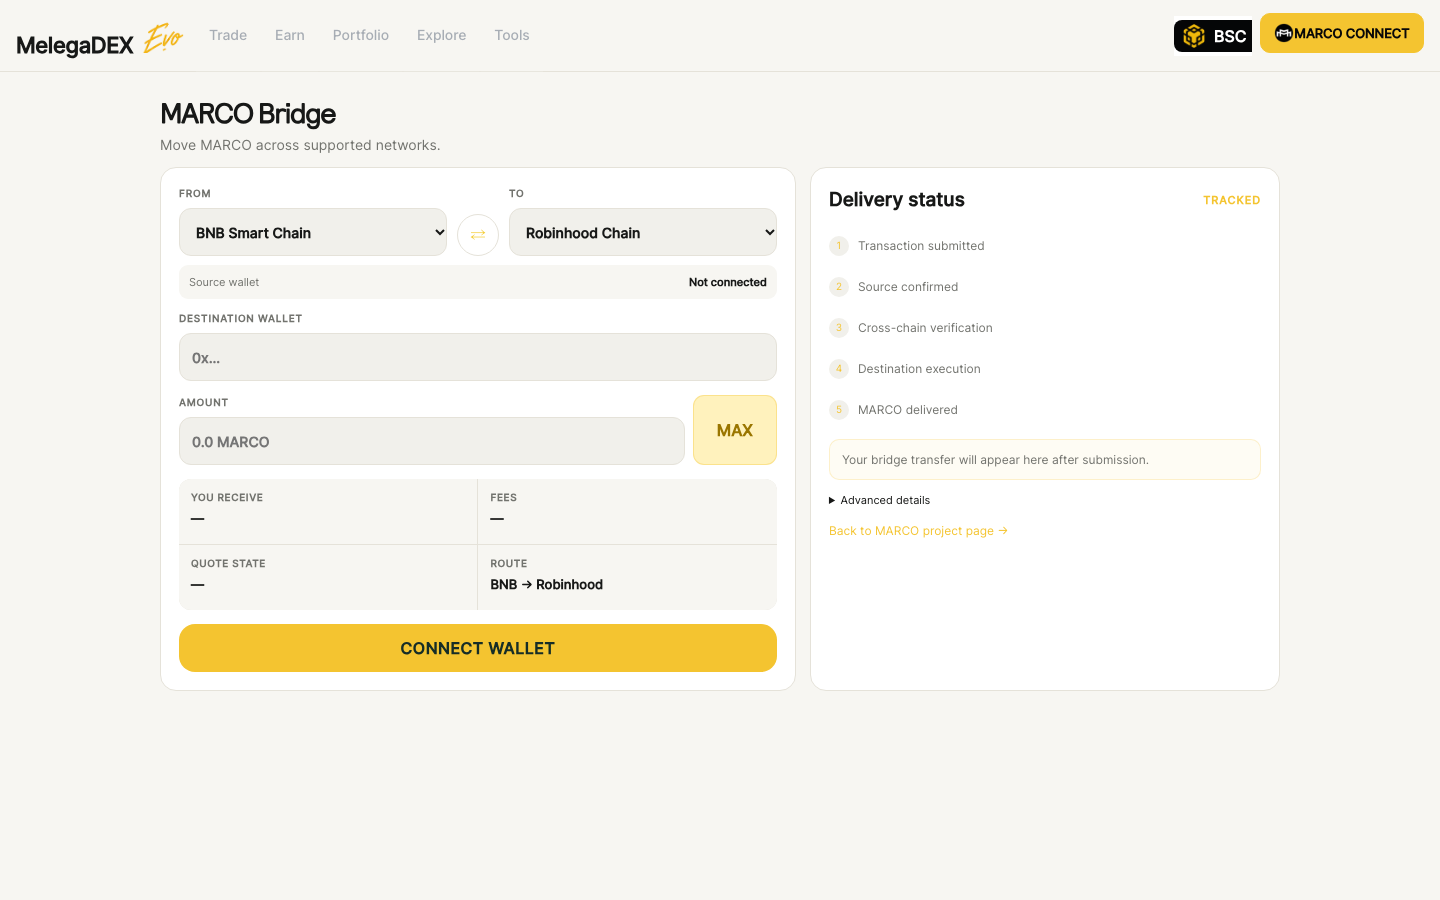 MelegaDEX Evo
Trade
Earn
Portfolio
Explore
Tools
BSC
MARCO CONNECT
MARCO Bridge
Move MARCO across supported networks.
FROM
BNB Smart Chain
⇄
TO
Robinhood Chain
Source wallet
Not connected
DESTINATION WALLET
0x...
AMOUNT
0.0 MARCO
MAX
YOU RECEIVE
—
FEES
—
QUOTE STATE
—
ROUTE
BNB → Robinhood
CONNECT WALLET
Delivery status
TRACKED
1 Transaction submitted
2 Source confirmed
3 Cross-chain verification
4 Destination execution
5 MARCO delivered
Your bridge transfer will appear here after submission.
▶ Advanced details
Back to MARCO project page →